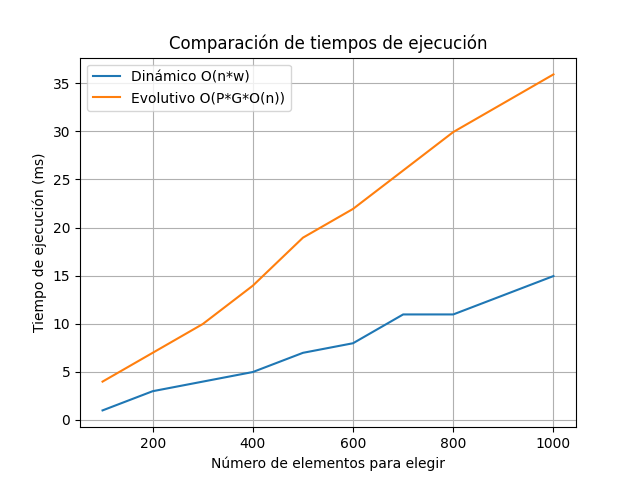 Comparación de tiempos de ejecución
Dinámico O(n*w)
Evolutivo O(P*G*O(n))
Tiempo de ejecución (ms)
35
30
25
20
15
10
5
0
200 400 600 800 1000
Número de elementos para elegir